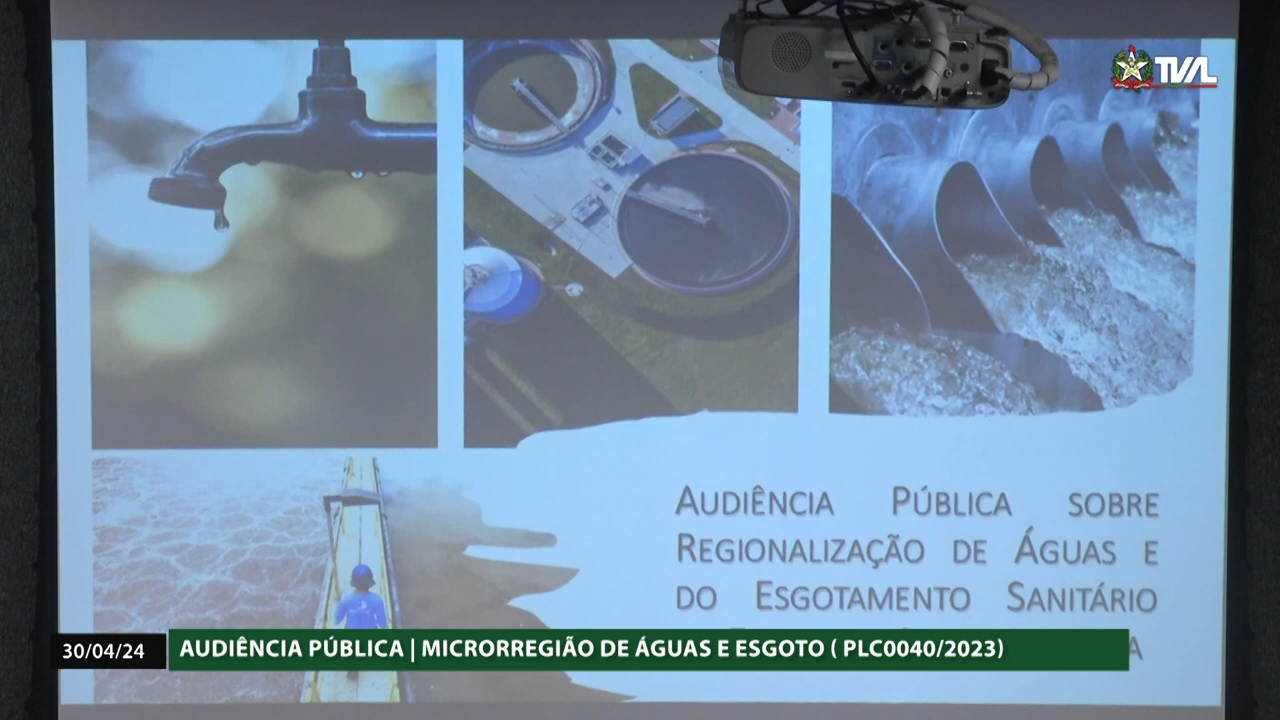 TVAL
AUDIÊNCIA PÚBLICA SOBRE
REGIONALIZAÇÃO DE ÁGUAS E
DO ESGOTAMENTO SANITÁRIO
30/04/24
AUDIÊNCIA PÚBLICA | MICRORREGIÃO DE ÁGUAS E ESGOTO ( PLC0040/2023)